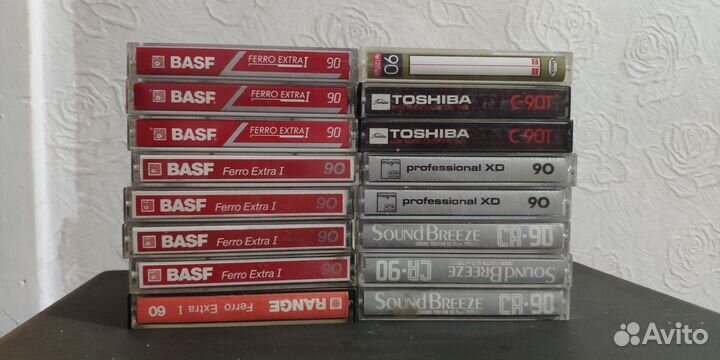 BASF FERRO EXTRA I 90
BASF FERRO EXTRA I 90
BASF FERRO EXTRA I 90
BASF Ferro Extra I 90
BASF Ferro Extra I 90
BASF Ferro Extra I 90
BASF Ferro Extra I 90
RANGE Ferro Extra I 60
90
TOSHIBA C-90T
TOSHIBA C-90T
magna professional XD 90
magna professional XD 90
SOUNDBREEZE CR-90
SOUNDBREEZE CR-90
SOUNDBREEZE CR-90
Avito